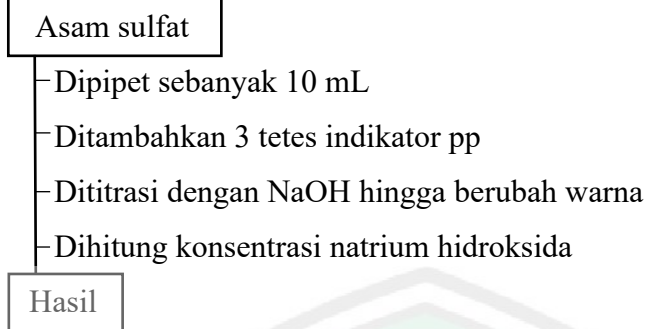 Asam sulfat
Dipipet sebanyak 10 mL
Ditambahkan 3 tetes indikator pp
Dititrasi dengan NaOH hingga berubah warna
Dihitung konsentrasi natrium hidroksida
Hasil